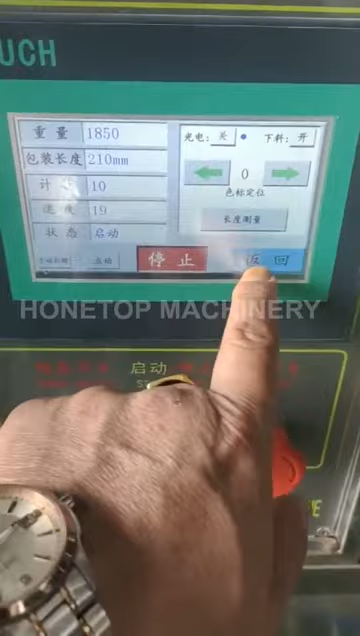 UCH
重量 1850
光电: 关 下料: 开
包装长度 210mm
0
计 10
色标定位
速度 19
长度测量
状态 启动
点动 停止 返回
HONETOP MACHINERY
启动